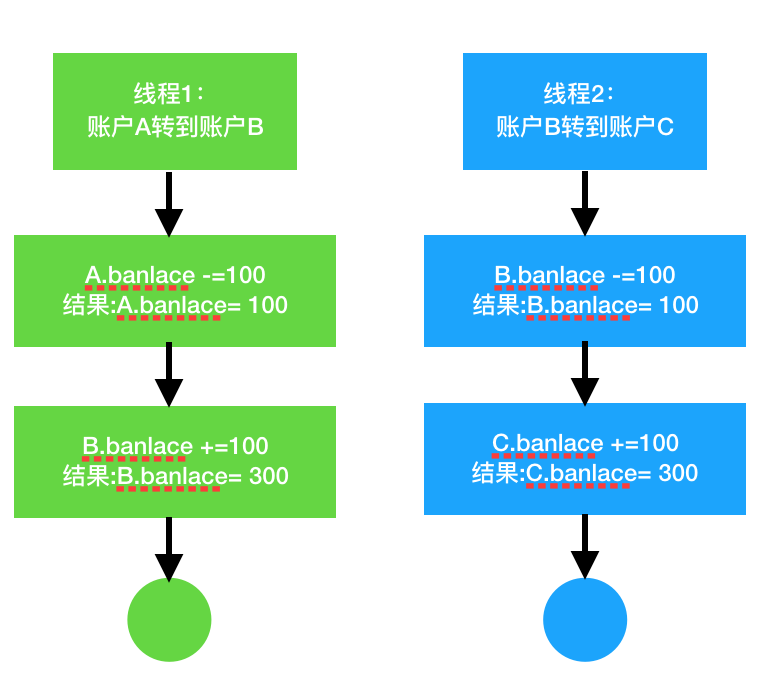 线程1：
账户A转到账户B
A.banlace -=100
结果:A.banlace= 100
B.banlace +=100
结果:B.banlace= 300
线程2：
账户B转到账户C
B.banlace -=100
结果:B.banlace= 100
C.banlace +=100
结果:C.banlace= 300